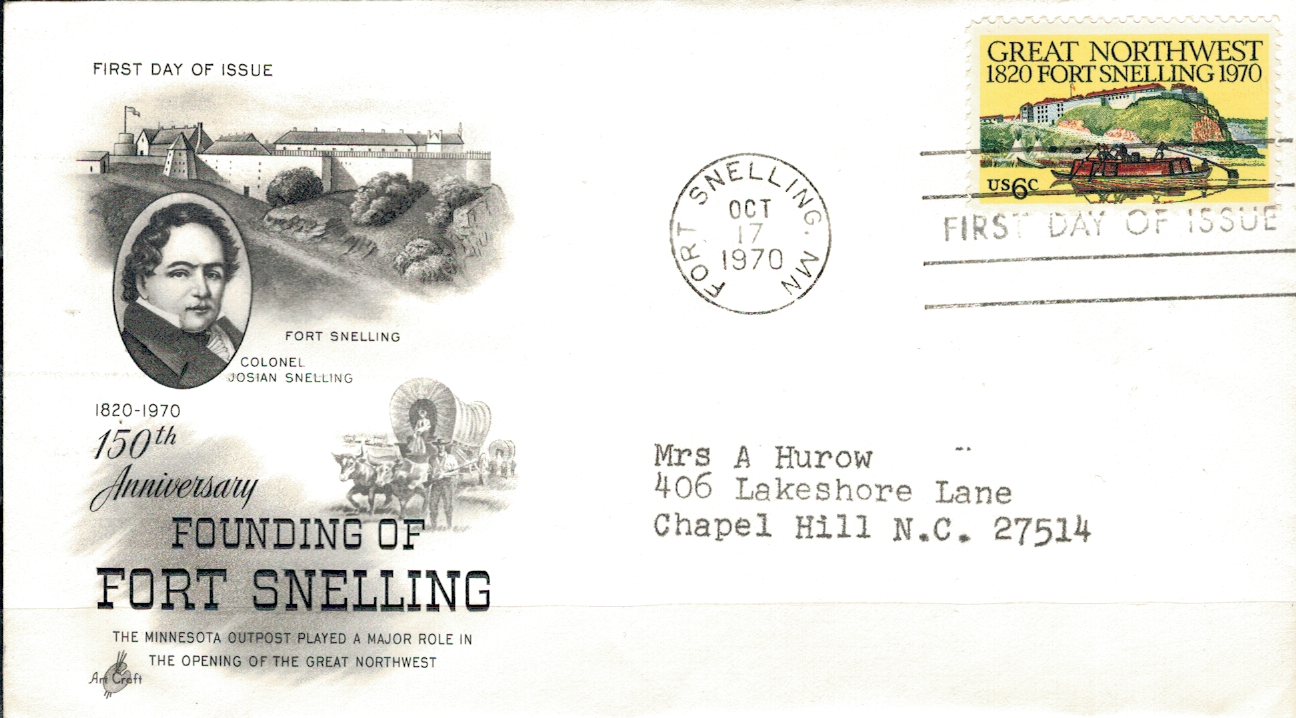 FIRST DAY OF ISSUE
FORT SNELLING
COLONEL
JOSIAN SNELLING
1820-1970
150th
Anniversary
FOUNDING OF
FORT SNELLING
THE MINNESOTA OUTPOST PLAYED A MAJOR ROLE IN
THE OPENING OF THE GREAT NORTHWEST
Art Craft
FORT SNELLING. MN
OCT
17
1970
GREAT NORTHWEST
1820 FORT SNELLING 1970
US 6c
FIRST DAY OF ISSUE
Mrs A Hurow
406 Lakeshore Lane
Chapel Hill N.C. 27514